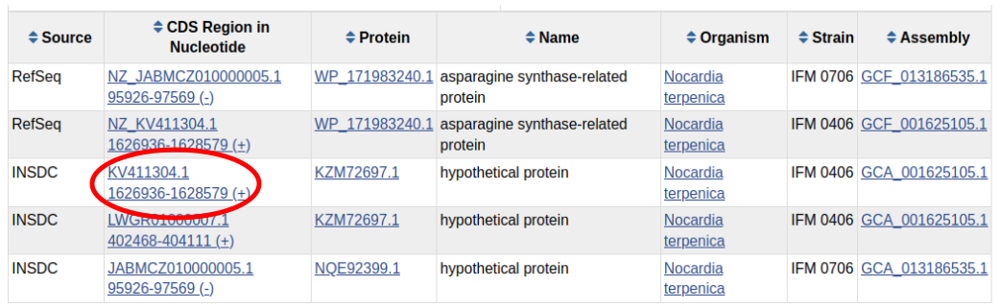 Source CDS Region in Nucleotide Protein Name Organism Strain Assembly
RefSeq NZ_JABMCZ010000005.1 WP_171983240.1 asparagine synthase-related Nocardia IFM 0706 GCF_013186535.1
95926-97569 (-) protein terpenica
RefSeq NZ_KV411304.1 WP_171983240.1 asparagine synthase-related Nocardia IFM 0406 GCF_001625105.1
1626936-1628579 (+) protein terpenica
INSDC KV411304.1 KZM72697.1 hypothetical protein Nocardia IFM 0406 GCA_001625105.1
1626936-1628579 (+) terpenica
INSDC LWGR01000007.1 KZM72697.1 hypothetical protein Nocardia IFM 0406 GCA_001625105.1
402468-404111 (+) terpenica
INSDC JABMCZ010000005.1 NQE92399.1 hypothetical protein Nocardia IFM 0706 GCA_013186535.1
95926-97569 (-) terpenica